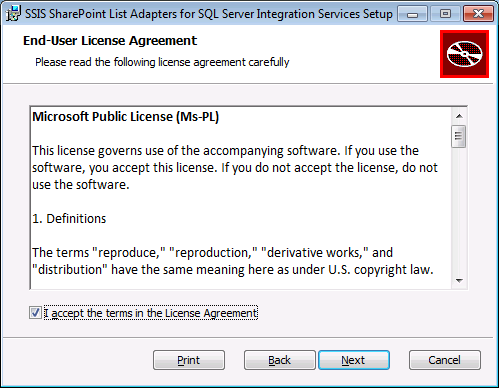 SSIS SharePoint List Adapters for SQL Server Integration Services Setup
End-User License Agreement
Please read the following license agreement carefully
Microsoft Public License (Ms-PL)
This license governs use of the accompanying software. If you use the
software, you accept this license. If you do not accept the license, do not
use the software.
1. Definitions
The terms "reproduce," "reproduction," "derivative works," and
"distribution" have the same meaning here as under U.S. copyright law.
I accept the terms in the License Agreement
Print Back Next Cancel